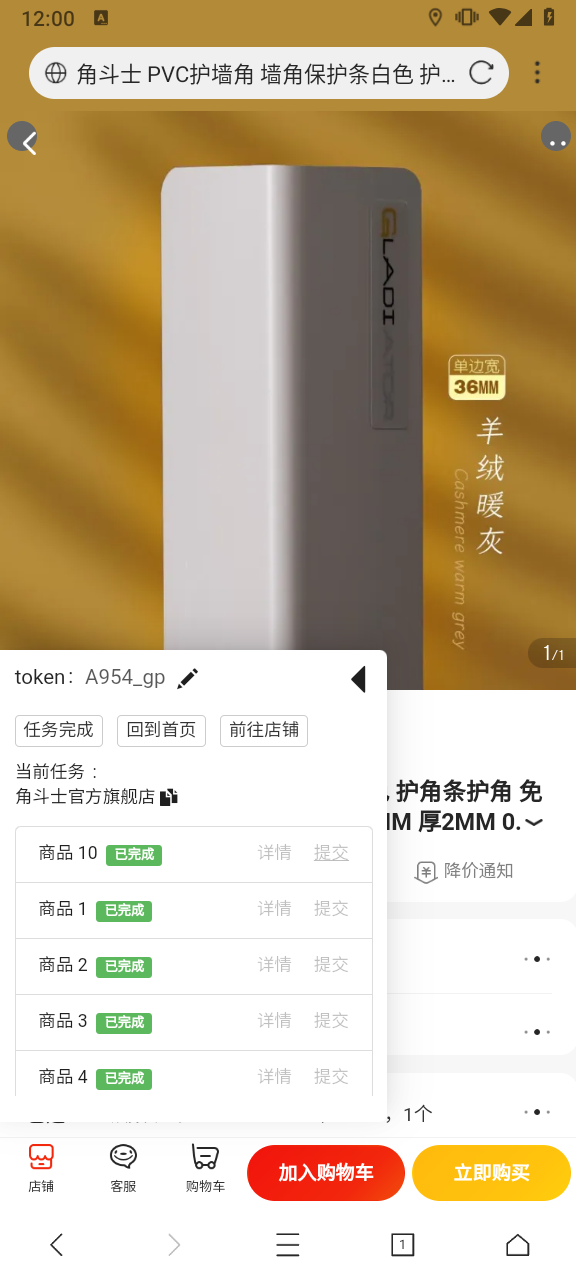 12:00
角斗士 PVC护墙角 墙角保护条白色 护...
GLADIATOR
单边宽
36MM
羊绒暖灰
Cashmere warm grey
1/1
token: A954_gp
任务完成 回到首页 前往店铺
当前任务：
角斗士官方旗舰店
护角条护角 免
厚2MM 0.
降价通知
商品 10 已完成 详情 提交
商品 1 已完成 详情 提交
商品 2 已完成 详情 提交
商品 3 已完成 详情 提交
商品 4 已完成 详情 提交
，1个
店铺 客服 购物车 加入购物车 立即购买
1